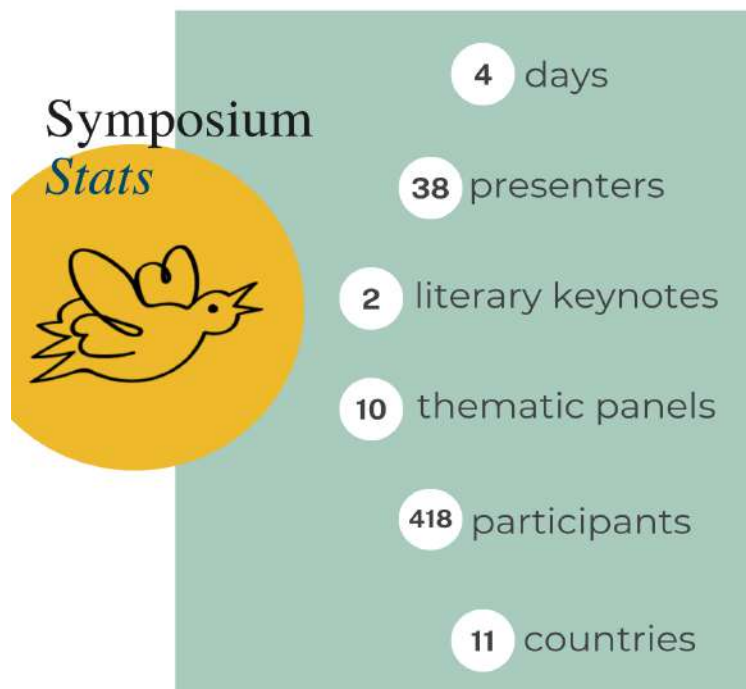 Symposium
Stats
4 days
38 presenters
2 literary keynotes
10 thematic panels
418 participants
11 countries